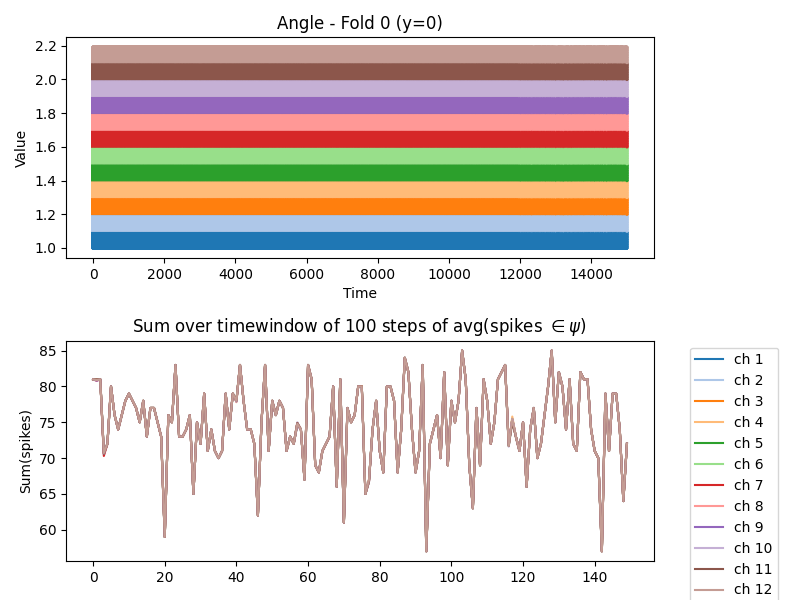 Angle - Fold 0 (y=0)
Value
2.2
2.0
1.8
1.6
1.4
1.2
1.0
0 2000 4000 6000 8000 10000 12000 14000
Time
Sum over timewindow of 100 steps of avg(spikes ∈ ψ)
Sum(spikes)
85
80
75
70
65
60
0 20 40 60 80 100 120 140
ch 1
ch 2
ch 3
ch 4
ch 5
ch 6
ch 7
ch 8
ch 9
ch 10
ch 11
ch 12